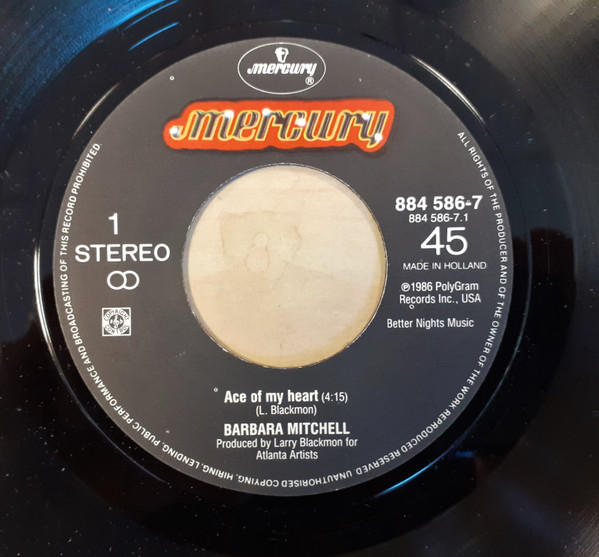 mercury
®
mercury
1
STEREO
884 586-7
884 586-7.1
45
MADE IN HOLLAND
℗1986 PolyGram
Records Inc., USA
Better Nights Music
Ace of my heart (4:15)
(L. Blackmon)
BARBARA MITCHELL
Produced by Larry Blackmon for
Atlanta Artists
ALL RIGHTS OF THE PRODUCER AND OF THE OWNER OF THE WORK REPRODUCED RESERVED. UNAUTHORISED COPYING, HIRING, LENDING, PUBLIC PERFORMANCE AND BROADCASTING OF THIS RECORD PROHIBITED.